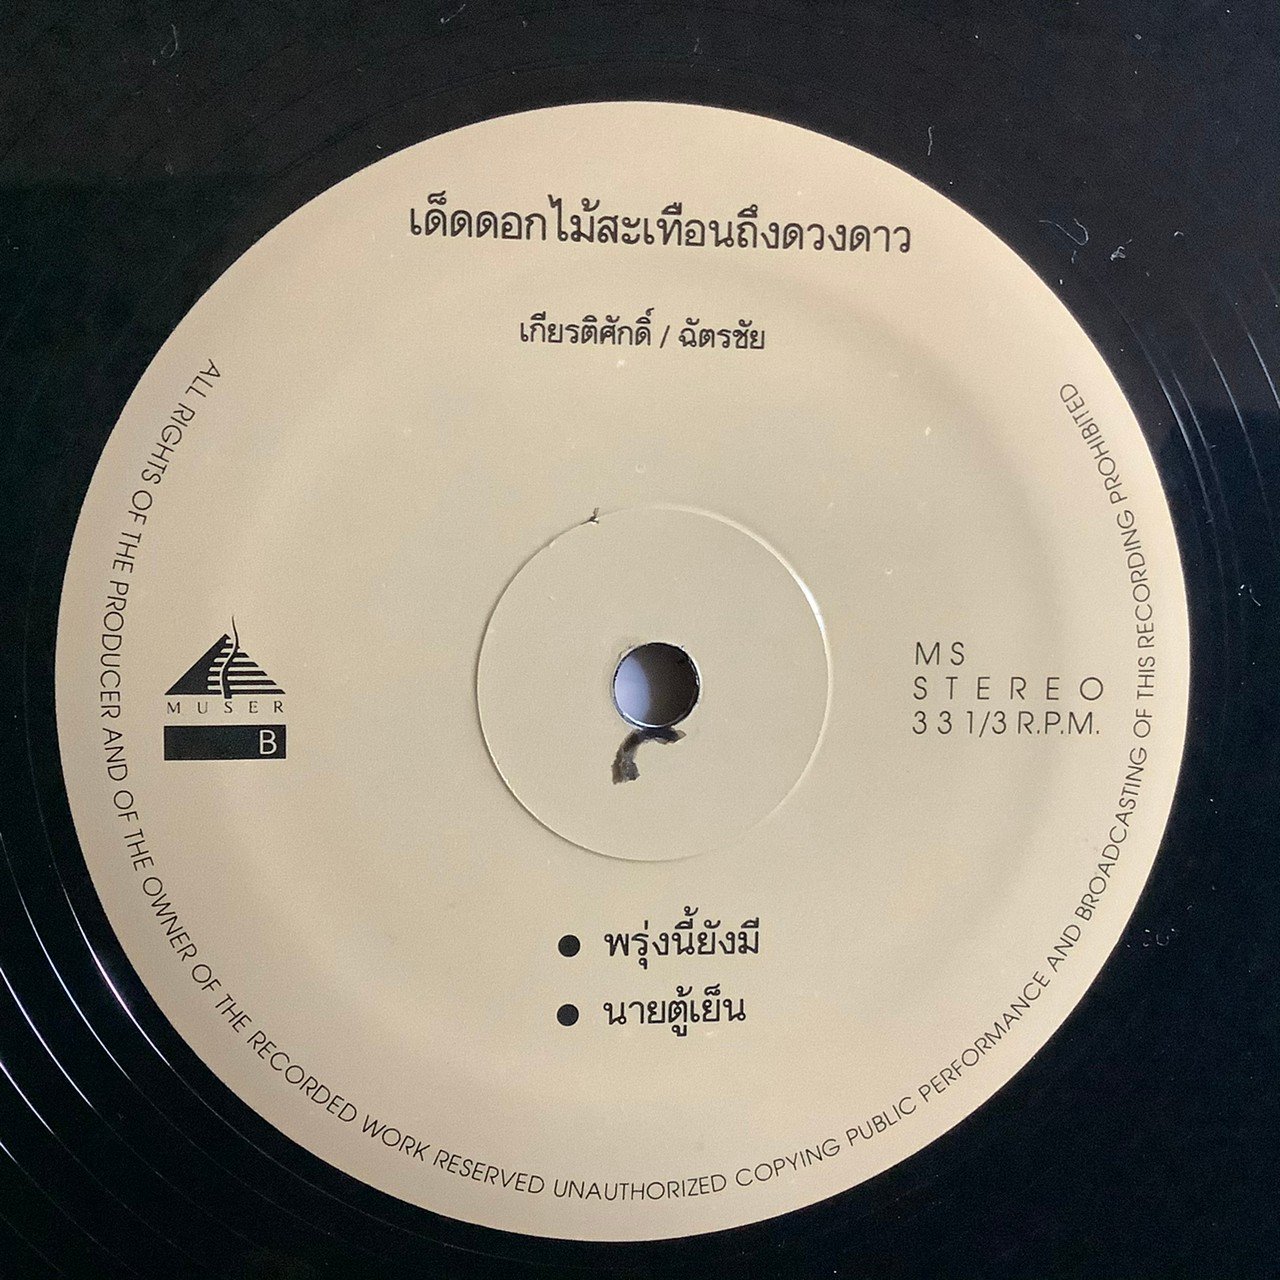 เด็ดดอกไม้สะเทือนถึงดวงดาว
เกียรติศักดิ์ / ฉัตรชัย
MUSER
B
MS
STEREO
33 1/3 R.P.M.
● พรุ่งนี้ยังมี
● นายตู้เย็น
ALL RIGHTS OF THE PRODUCER AND OF THE OWNER OF THE RECORDED WORK RESERVED UNAUTHORIZED COPYING PUBLIC PERFORMANCE AND BROADCASTING OF THIS RECORDING PROHIBITED